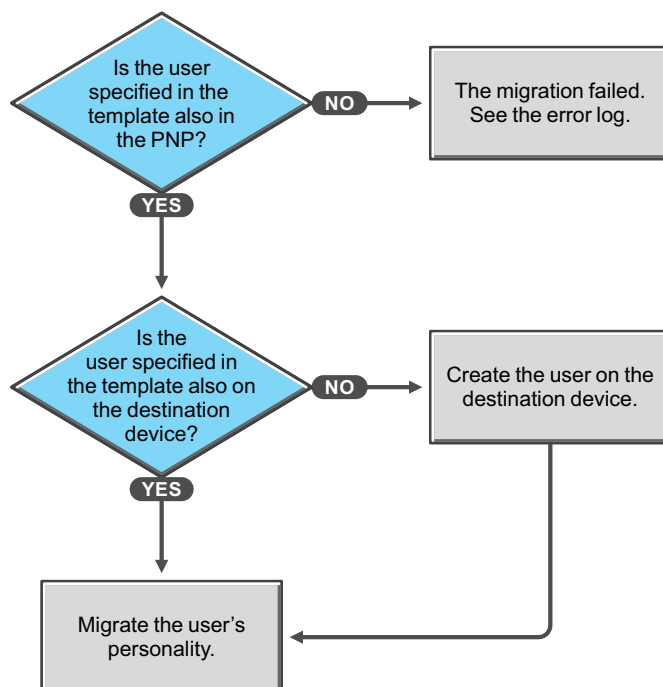 Is the user
specified in the
template also in
the PNP?
NO
The migration failed.
See the error log.
YES
Is the
user specified in
the template also on
the destination
device?
NO
Create the user on the
destination device.
YES
Migrate the user's
personality.